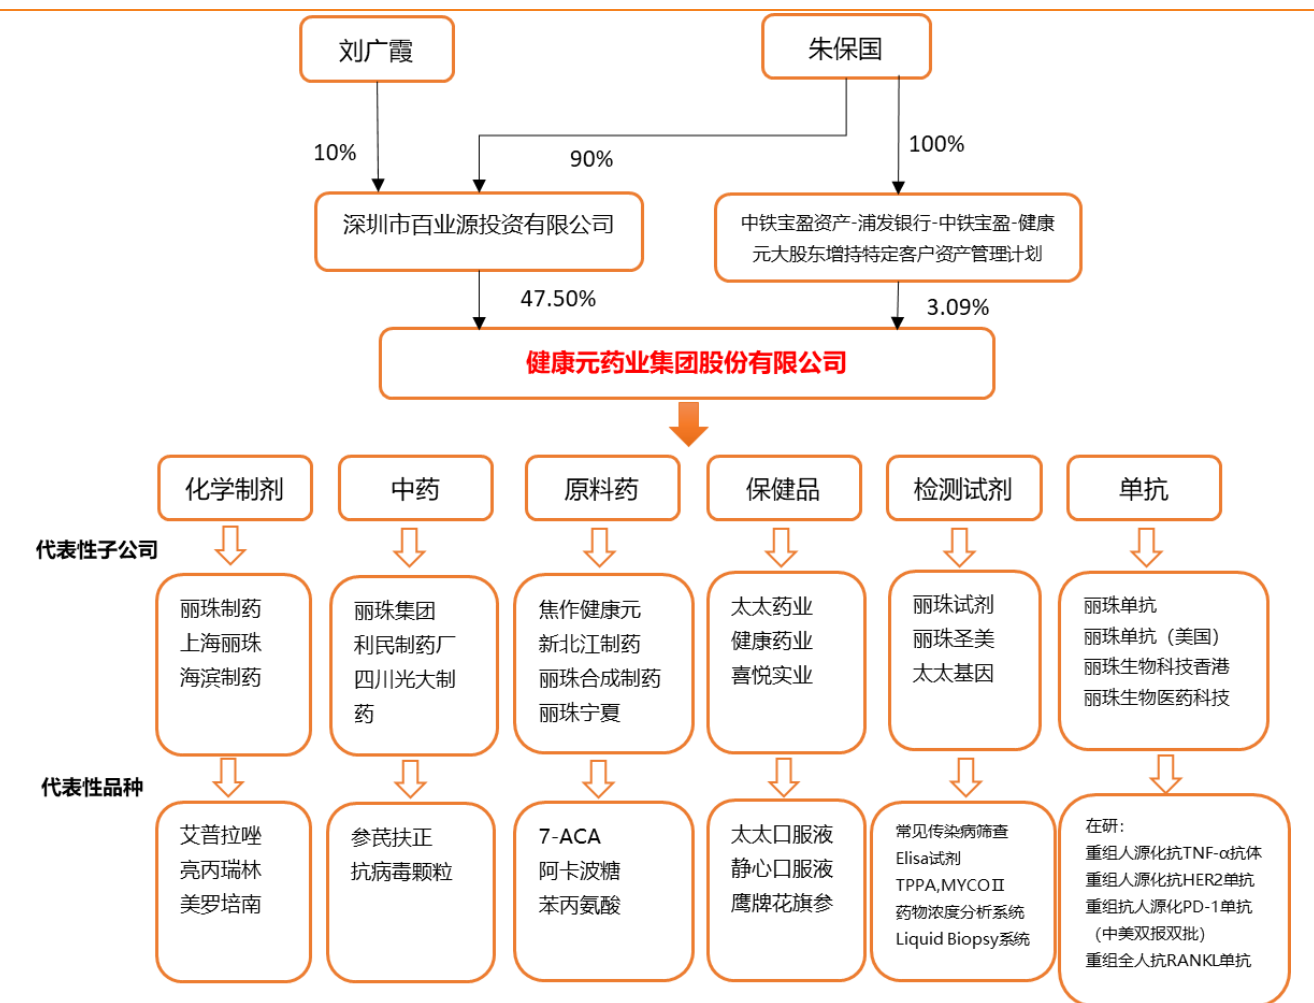 刘广霞
朱保国
10%
90%
100%
深圳市百业源投资有限公司
中铁宝盈资产-浦发银行-中铁宝盈-健康
元大股东增持特定客户资产管理计划
47.50%
3.09%
健康元药业集团股份有限公司
化学制剂
中药
原料药
保健品
检测试剂
单抗
代表性子公司
丽珠制药
上海丽珠
海滨制药
丽珠集团
利民制药厂
四川光大制
药
焦作健康元
新北江制药
丽珠合成制药
丽珠宁夏
太太药业
健康药业
喜悦实业
丽珠试剂
丽珠圣美
太太基因
丽珠单抗
丽珠单抗（美国）
丽珠生物科技香港
丽珠生物医药科技
代表性品种
艾普拉唑
亮丙瑞林
美罗培南
参芪扶正
抗病毒颗粒
7-ACA
阿卡波糖
苯丙氨酸
太太口服液
静心口服液
鹰牌花旗参
常见传染病筛查
Elisa试剂
TPPA,MYCOⅡ
药物浓度分析系统
Liquid Biopsy系统
在研：
重组人源化抗TNF-α抗体
重组人源化抗HER2单抗
重组抗人源化PD-1单抗
（中美双报双批）
重组全人抗RANKL单抗